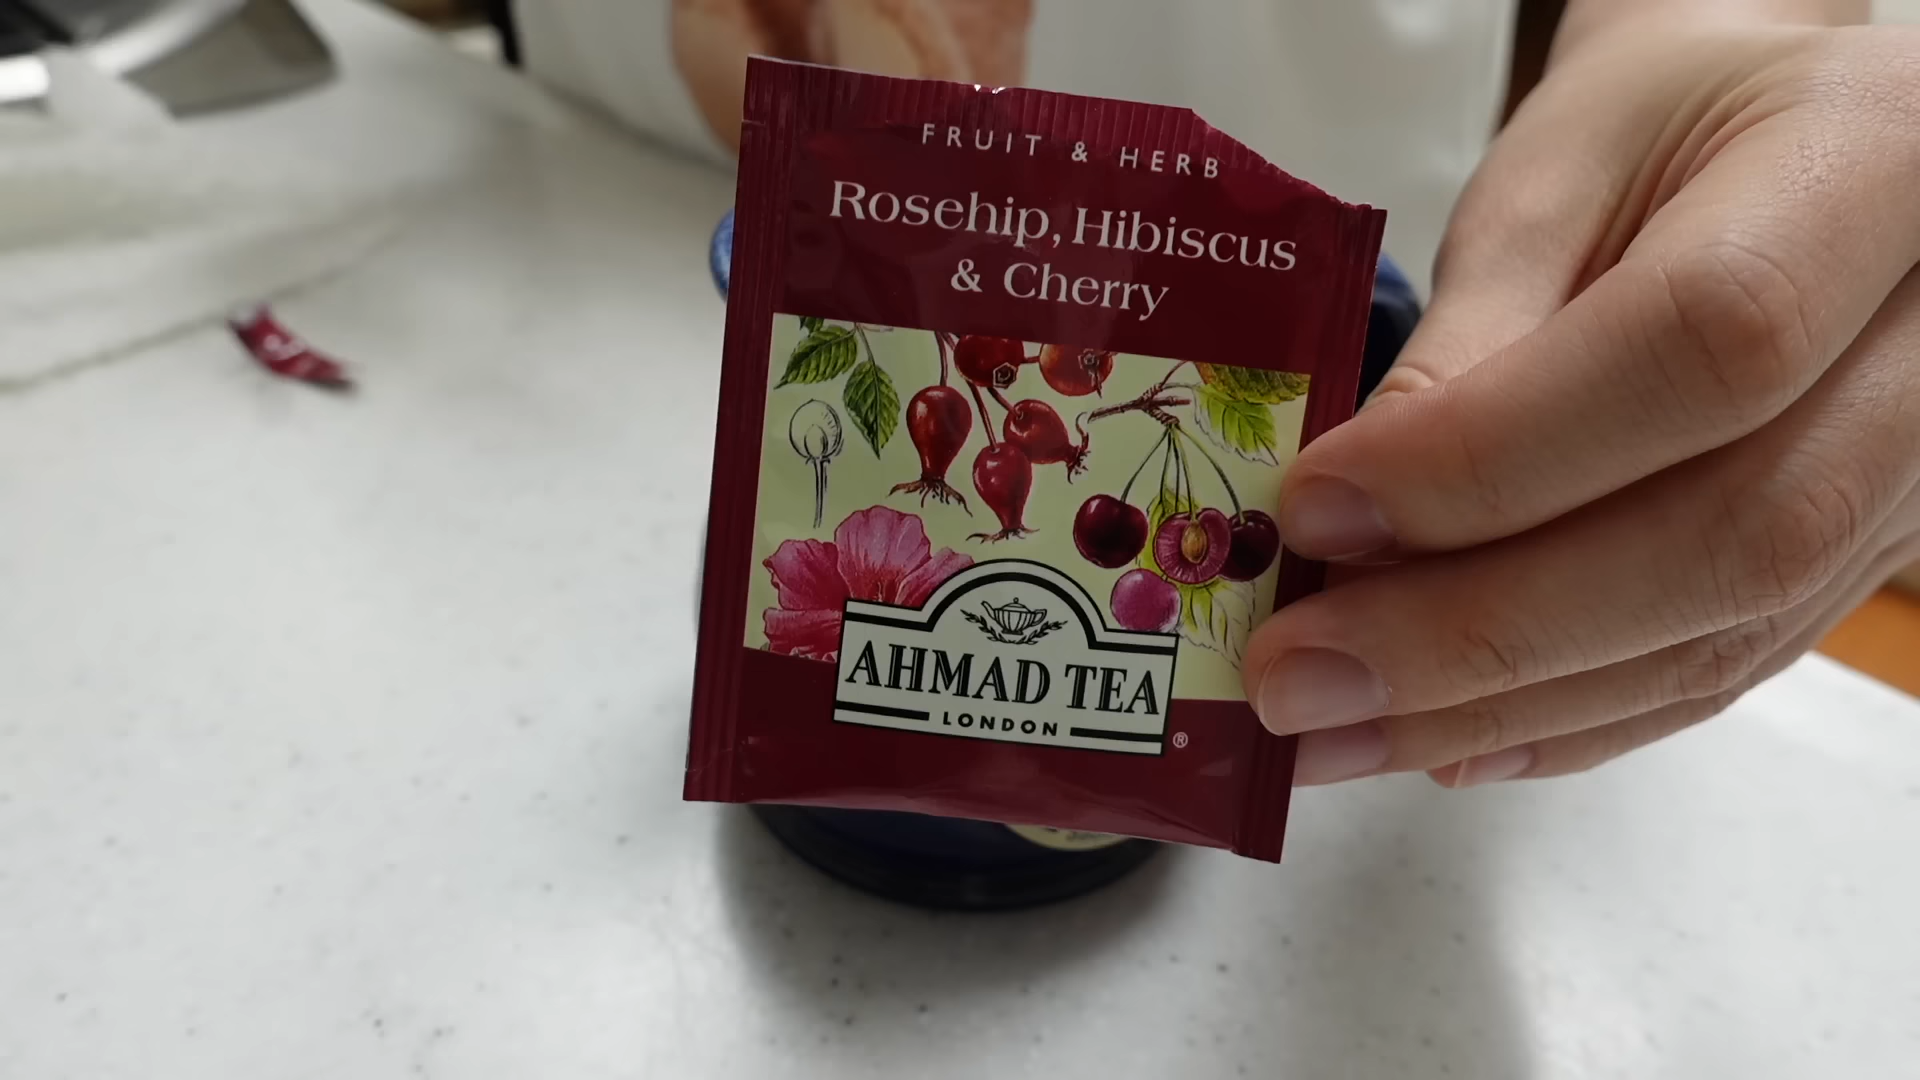 FRUIT & HERB
Rosehip, Hibiscus
& Cherry
AHMAD TEA
LONDON
®